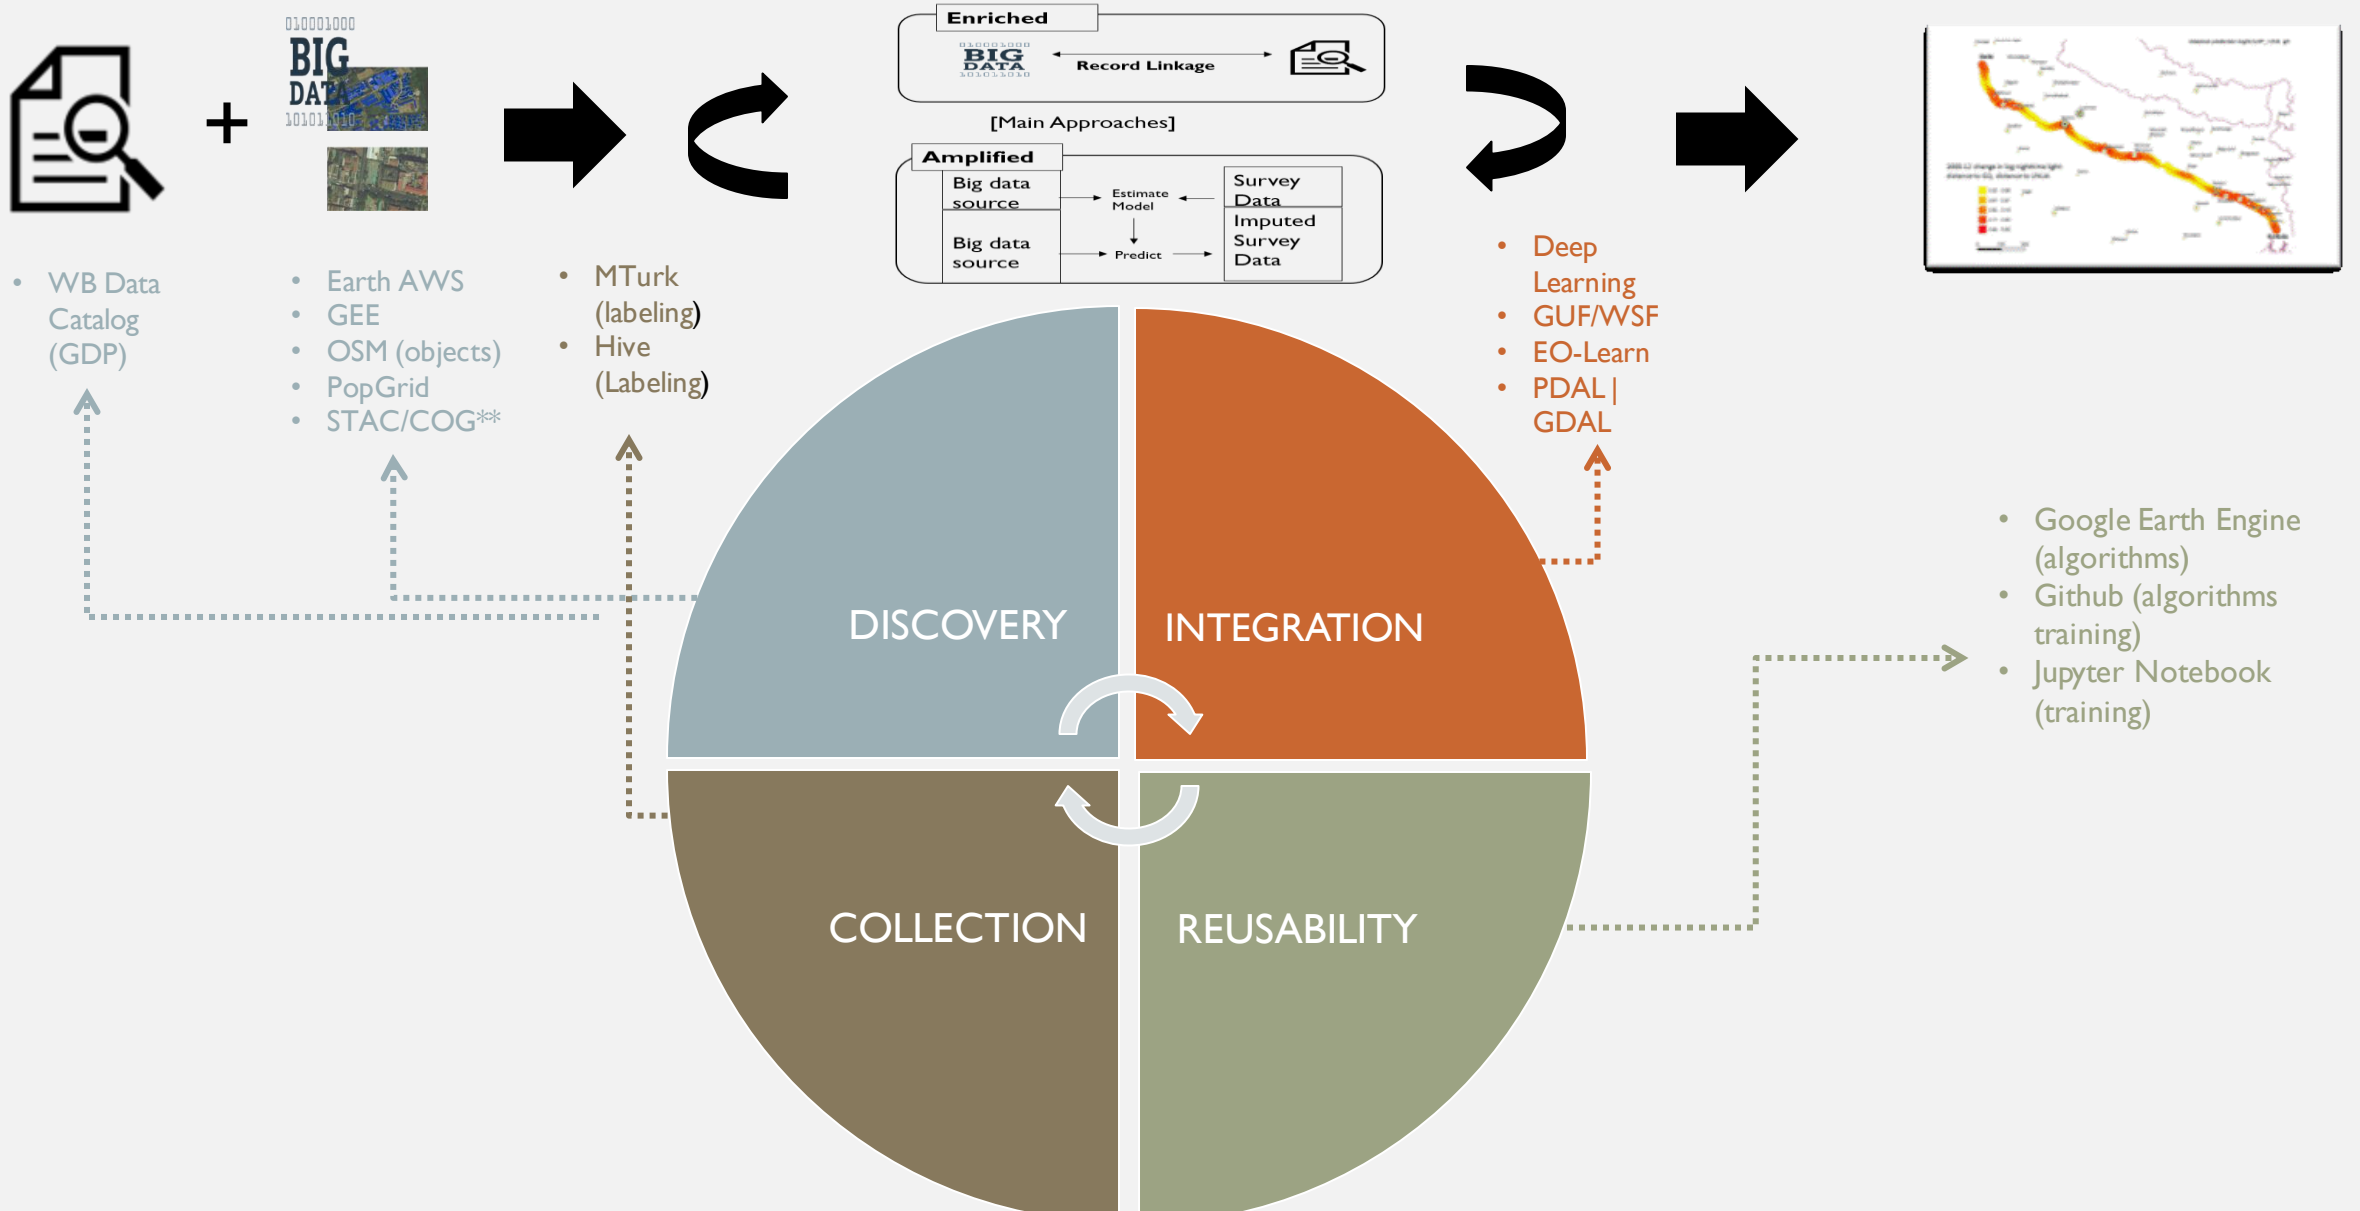 010001000
BIG
DATA
101011010
+
Enriched
010001000
BIG
DATA
101011010
Record Linkage
[Main Approaches]
Amplified
Big data
source
Estimate
Model
Survey
Data
Big data
source
Predict
Imputed
Survey
Data
• WB Data
Catalog
(GDP)
• Earth AWS
• GEE
• OSM (objects)
• PopGrid
• STAC/COG**
• MTurk
(labeling)
• Hive
(Labeling)
• Deep
Learning
• GUF/WSF
• EO-Learn
• PDAL |
GDAL
• Google Earth Engine
(algorithms)
• Github (algorithms
training)
• Jupyter Notebook
(training)
DISCOVERY
INTEGRATION
COLLECTION
REUSABILITY